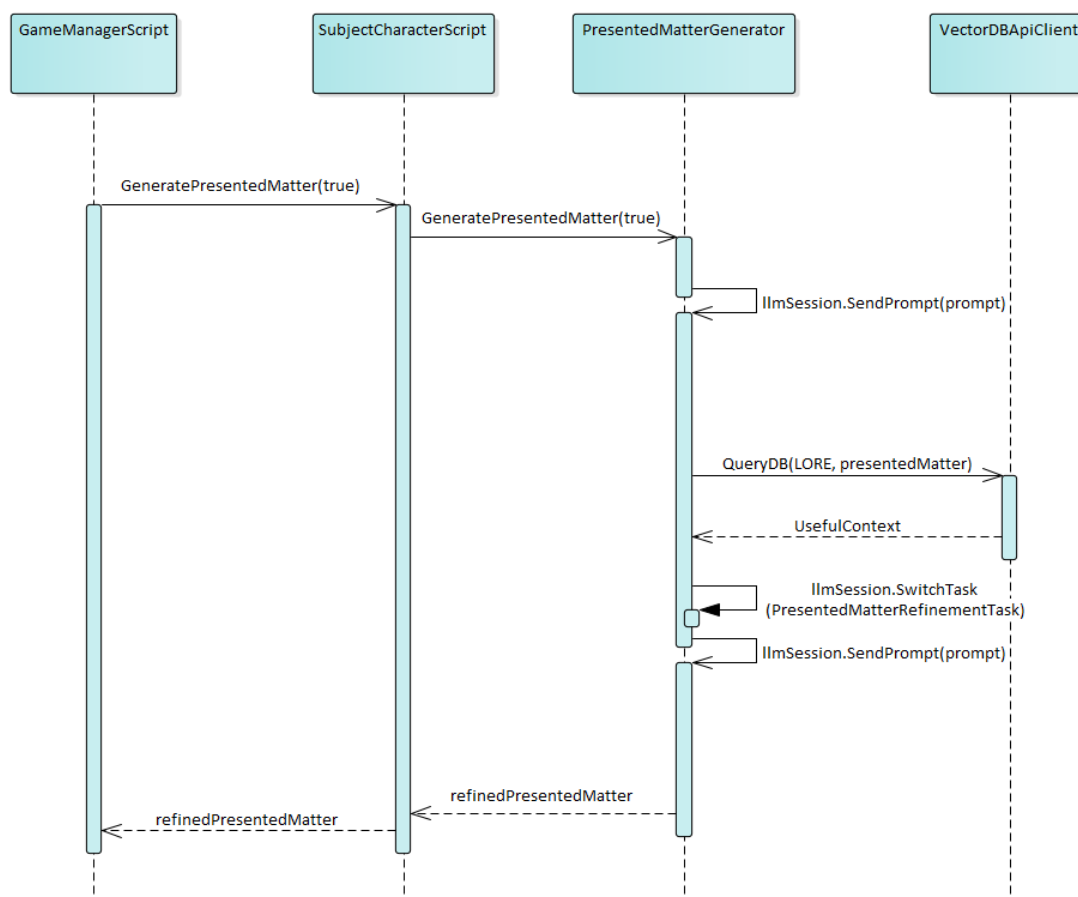 GameManagerScript
SubjectCharacterScript
PresentedMatterGenerator
VectorDBApiClient
GeneratePresentedMatter(true)
GeneratePresentedMatter(true)
llmSession.SendPrompt(prompt)
QueryDB(LORE, presentedMatter)
UsefulContext
llmSession.SwitchTask
(PresentedMatterRefinementTask)
llmSession.SendPrompt(prompt)
refinedPresentedMatter
refinedPresentedMatter